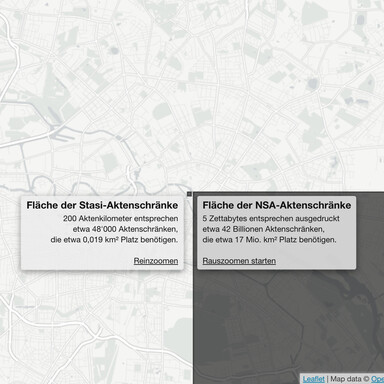 Fläche der Stasi-Aktenschränke
200 Aktenkilometer entsprechen
etwa 48'000 Aktenschränken,
die etwa 0,019 km² Platz benötigen.
Reinzoomen
Fläche der NSA-Aktenschränke
5 Zettabytes entsprechen ausgedruckt
etwa 42 Billionen Aktenschränken,
die etwa 17 Mio. km² Platz benötigen.
Rauszoomen starten
Leaflet | Map data © Ope